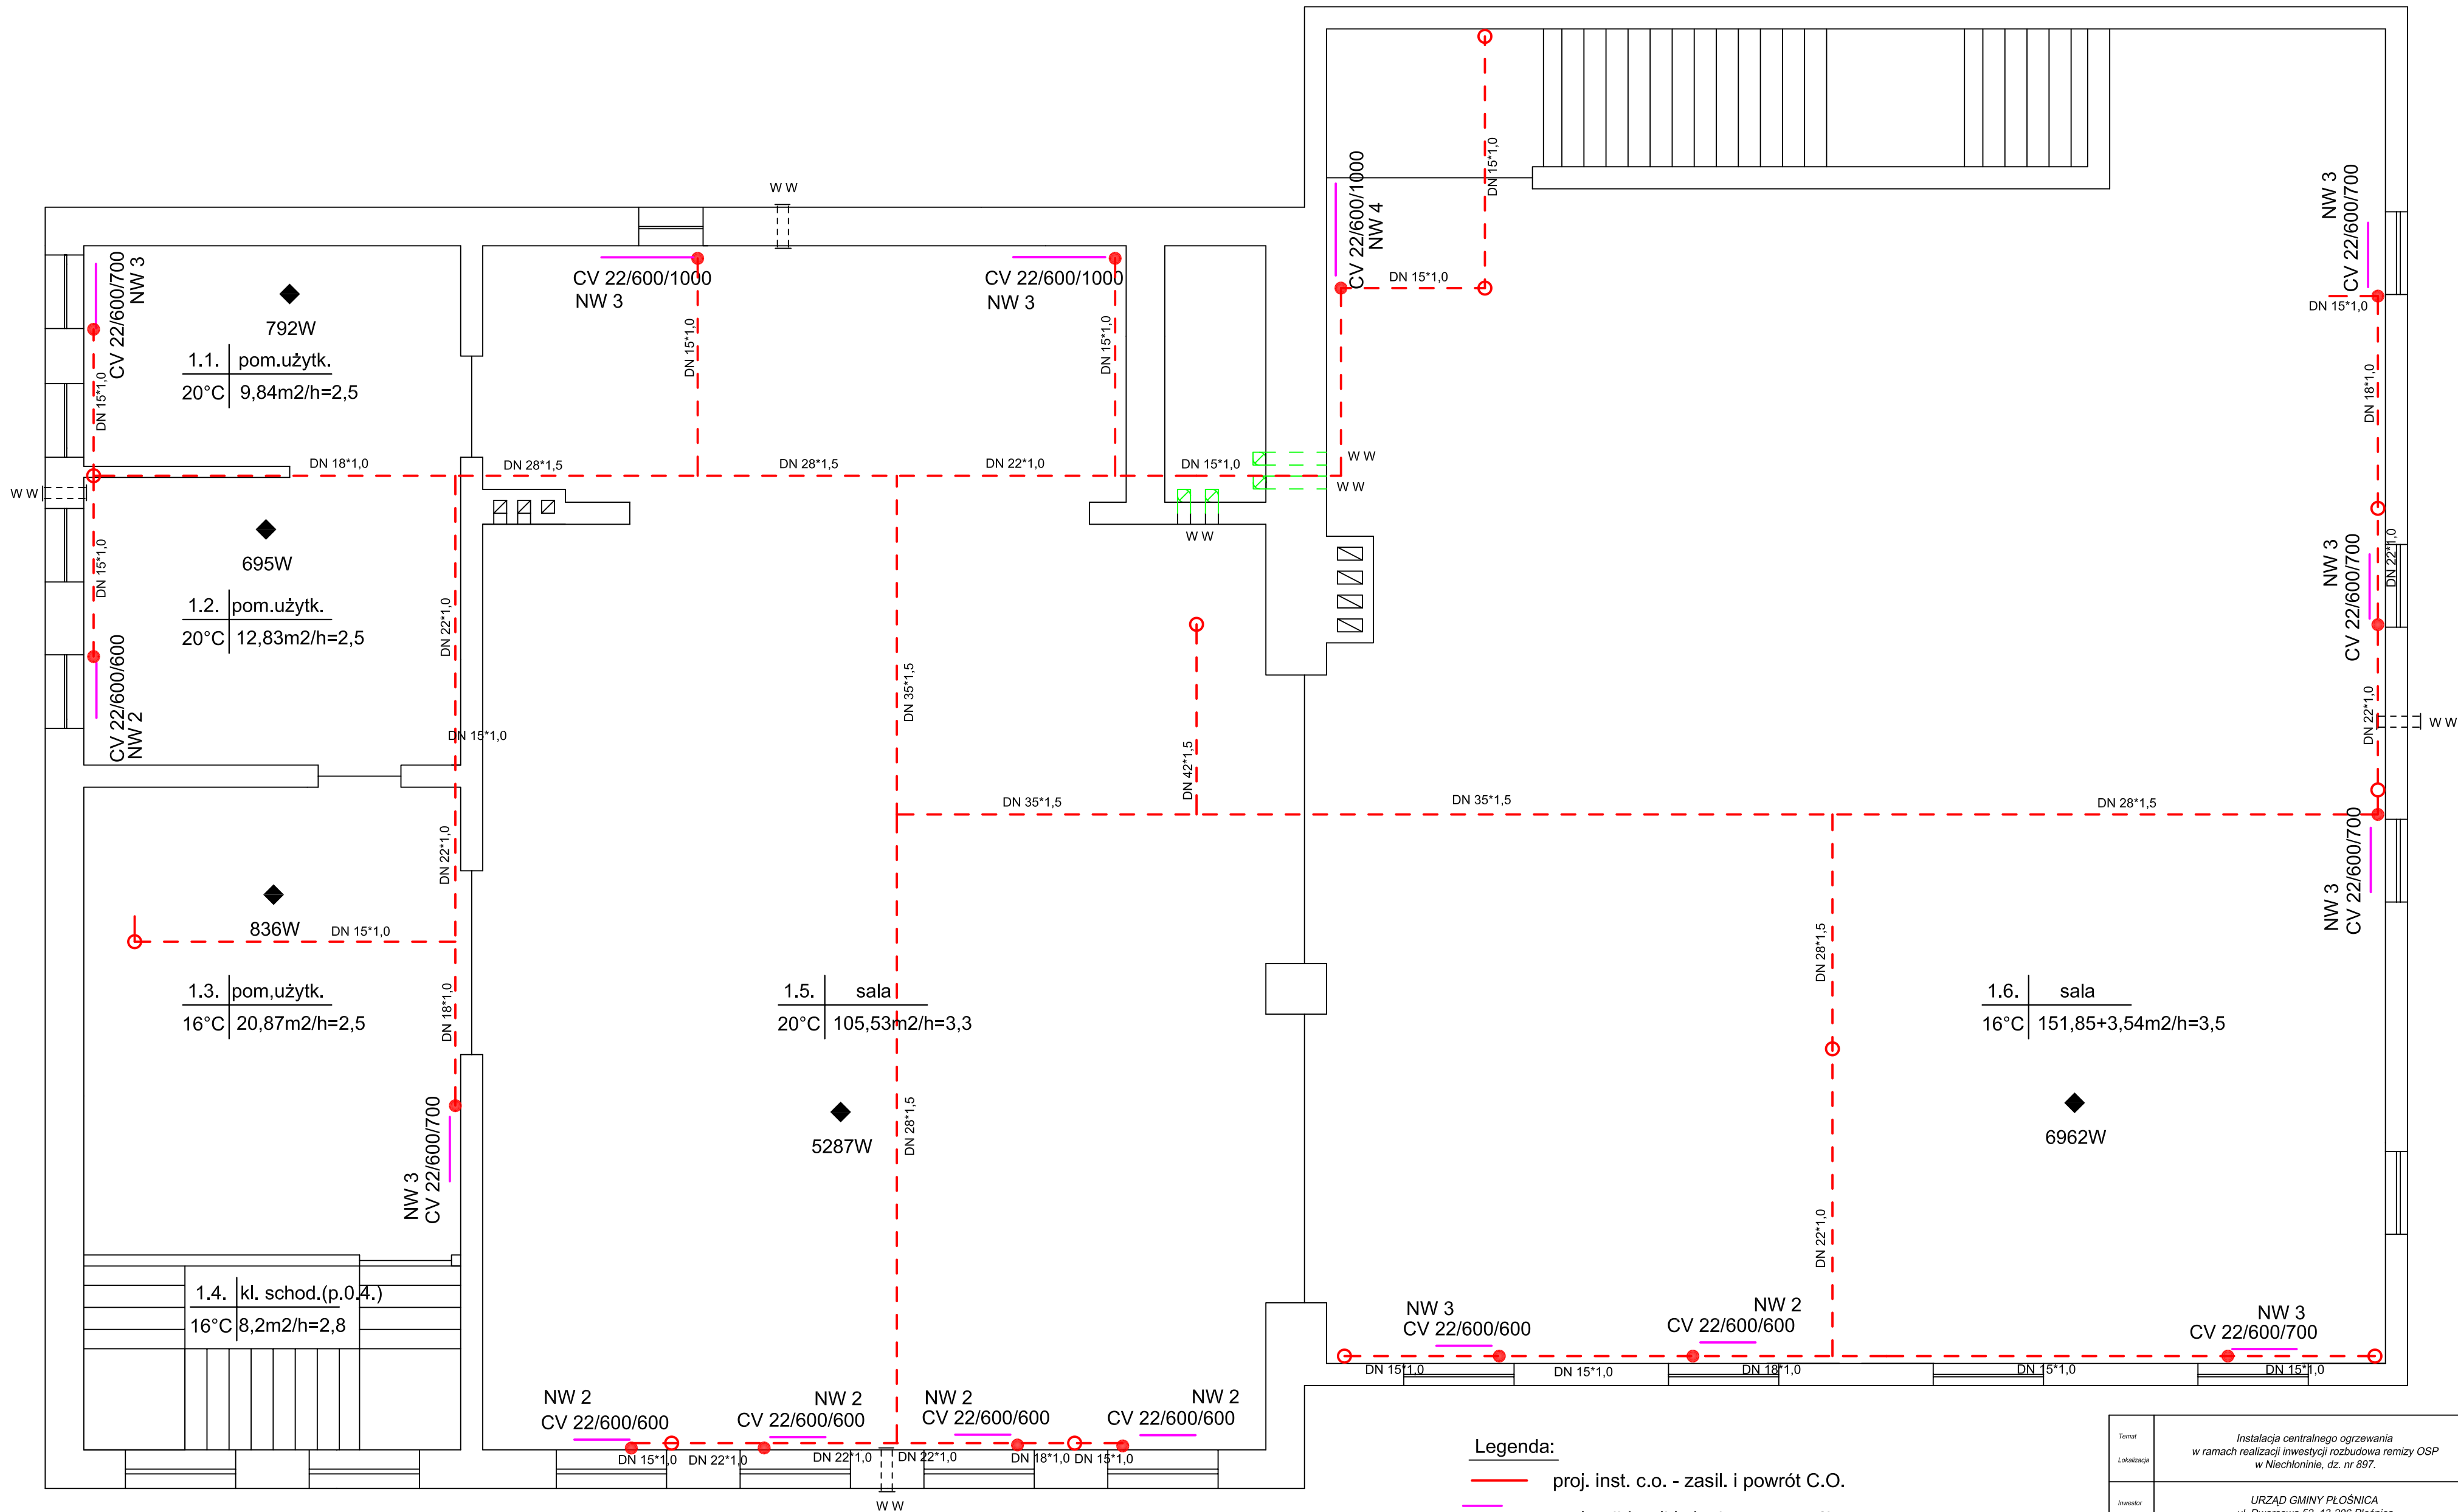 W W
CV 22/600/700
NW 3
792W
1.1. pom.użytk.
20°C 9,84m2/h=2,5
DN 15*1,0
CV 22/600/1000
NW 3
DN 15*1,0
CV 22/600/1000
NW 3
DN 15*1,0
CV 22/600/1000
NW 4
DN 15*1,0
DN 15*1,0
NW 3
CV 22/600/700
DN 15*1,0
DN 18*1,0
DN 18*1,0
DN 28*1,5
DN 28*1,5
DN 22*1,0
DN 15*1,0
W W
W W
W W
W W
695W
1.2. pom.użytk.
20°C 12,83m2/h=2,5
DN 15*1,0
CV 22/600/600
NW 2
DN 22*1,0
DN 15*1,0
DN 35*1,5
DN 42*1,5
NW 3
CV 22/600/700
DN 22*1,0
DN 22*1,0
W W
DN 35*1,5
DN 35*1,5
DN 28*1,5
NW 3
CV 22/600/700
DN 22*1,0
836W
DN 15*1,0
1.3. pom,użytk.
16°C 20,87m2/h=2,5
DN 18*1,0
NW 3
CV 22/600/700
1.5. sala
20°C 105,53m2/h=3,3
5287W
DN 28*1,5
DN 28*1,5
1.6. sala
16°C 151,85+3,54m2/h=3,5
6962W
DN 22*1,0
1.4. kl. schod.(p.0.4.)
16°C 8,2m2/h=2,8
NW 3
CV 22/600/600
NW 2
CV 22/600/600
NW 3
CV 22/600/700
DN 15*1,0
DN 15*1,0
DN 18*1,0
DN 15*1,0
DN 15*1,0
NW 2
CV 22/600/600
NW 2
CV 22/600/600
NW 2
CV 22/600/600
NW 2
CV 22/600/600
DN 15*1,0
DN 22*1,0
DN 22*1,0
DN 22*1,0
DN 18*1,0
DN 15*1,0
W W
Legenda:
proj. inst. c.o. - zasil. i powrót C.O.
Temat
Lokalizacja
Instalacja centralnego ogrzewania
w ramach realizacji inwestycji rozbudowa remizy OSP
w Niechłoninie, dz. nr 897.
Inwestor
URZĄD GMINY PŁOŚNICA